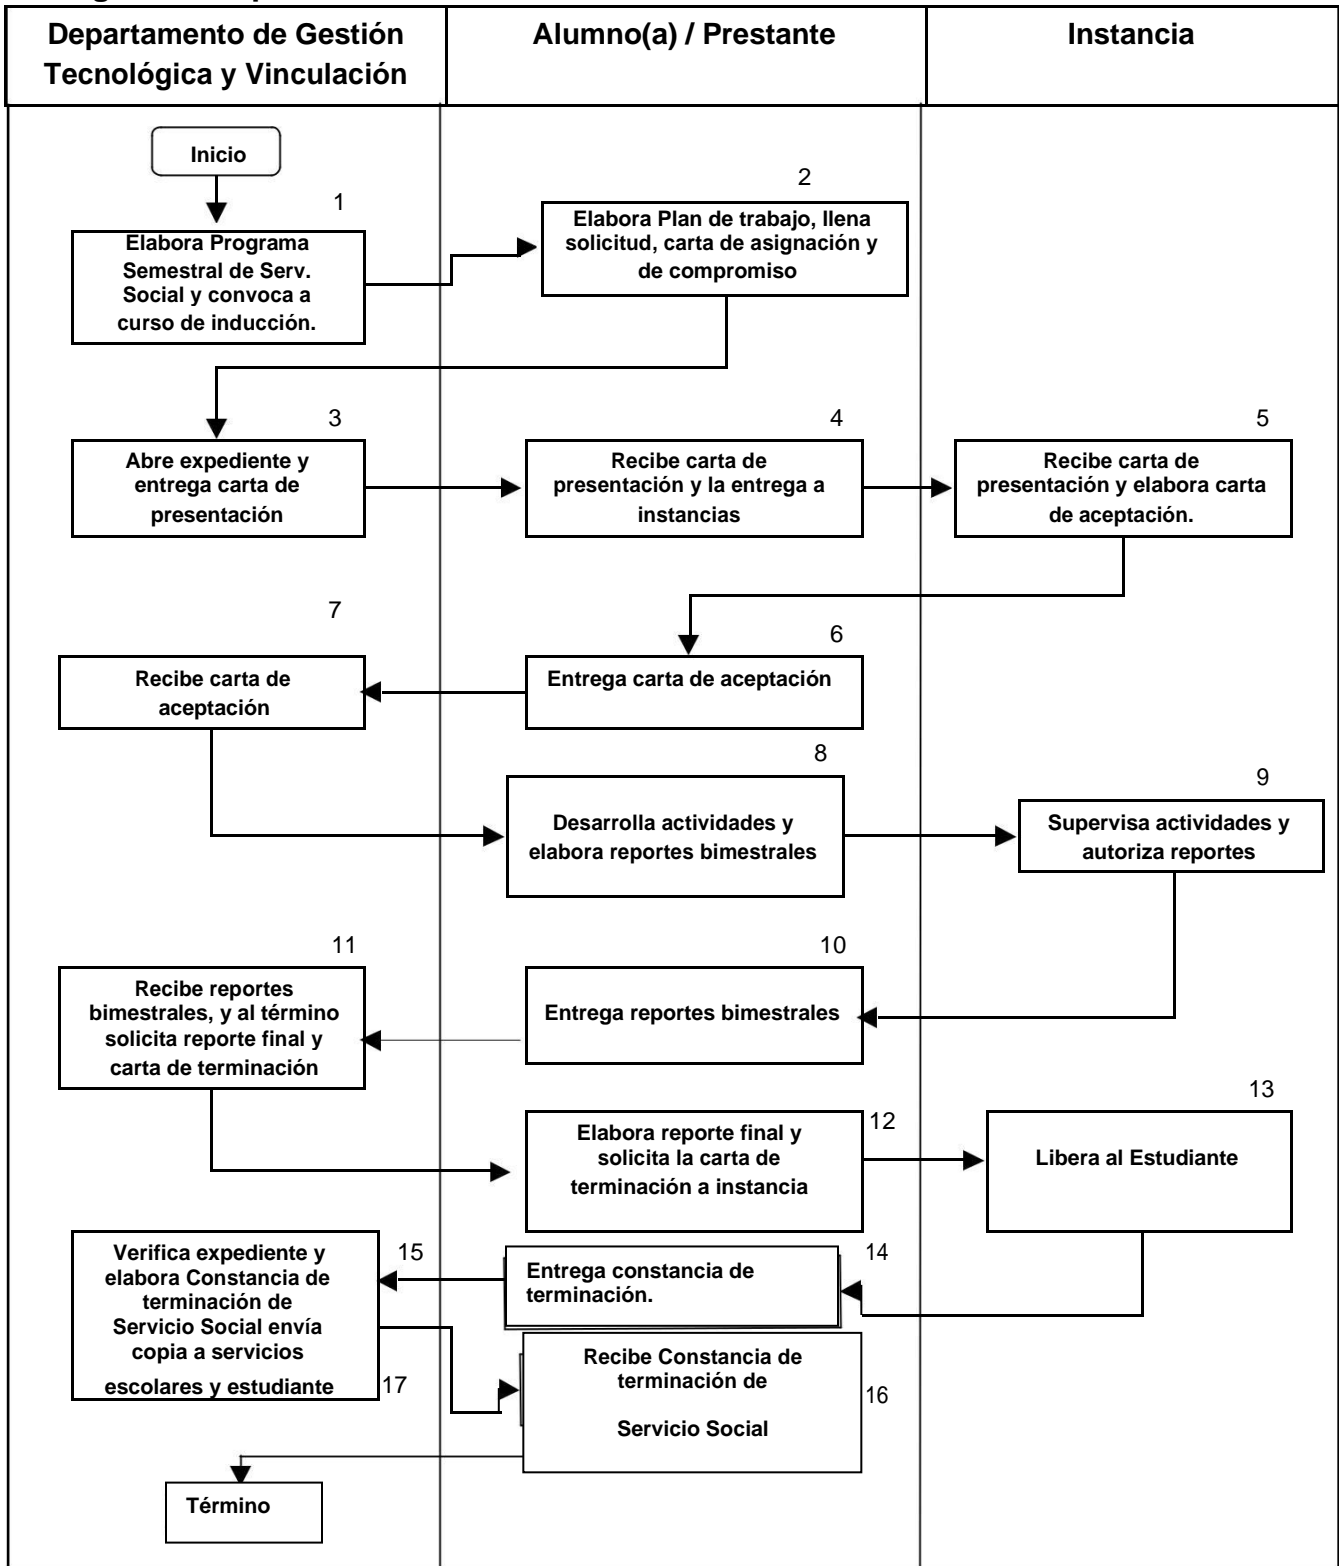 Departamento de Gestión
Tecnológica y Vinculación
Alumno(a) / Prestante
Instancia
Inicio
1
Elabora Programa
Semestral de Serv.
Social y convoca a
curso de inducción.
2
Elabora Plan de trabajo, llena
solicitud, carta de asignación y
de compromiso
3
Abre expediente y
entrega carta de
presentación
4
Recibe carta de
presentación y la entrega a
instancias
5
Recibe carta de
presentación y elabora carta
de aceptación.
6
Entrega carta de aceptación
7
Recibe carta de
aceptación
8
Desarrolla actividades y
elabora reportes bimestrales
9
Supervisa actividades y
autoriza reportes
10
Entrega reportes bimestrales
11
Recibe reportes
bimestrales, y al término
solicita reporte final y
carta de terminación
12
Elabora reporte final y
solicita la carta de
terminación a instancia
13
Libera al Estudiante
14
Entrega constancia de
terminación.
15
Verifica expediente y
elabora Constancia de
terminación de
Servicio Social envía
copia a servicios
escolares y estudiante
17
Recibe Constancia de
terminación de
Servicio Social
16
Término